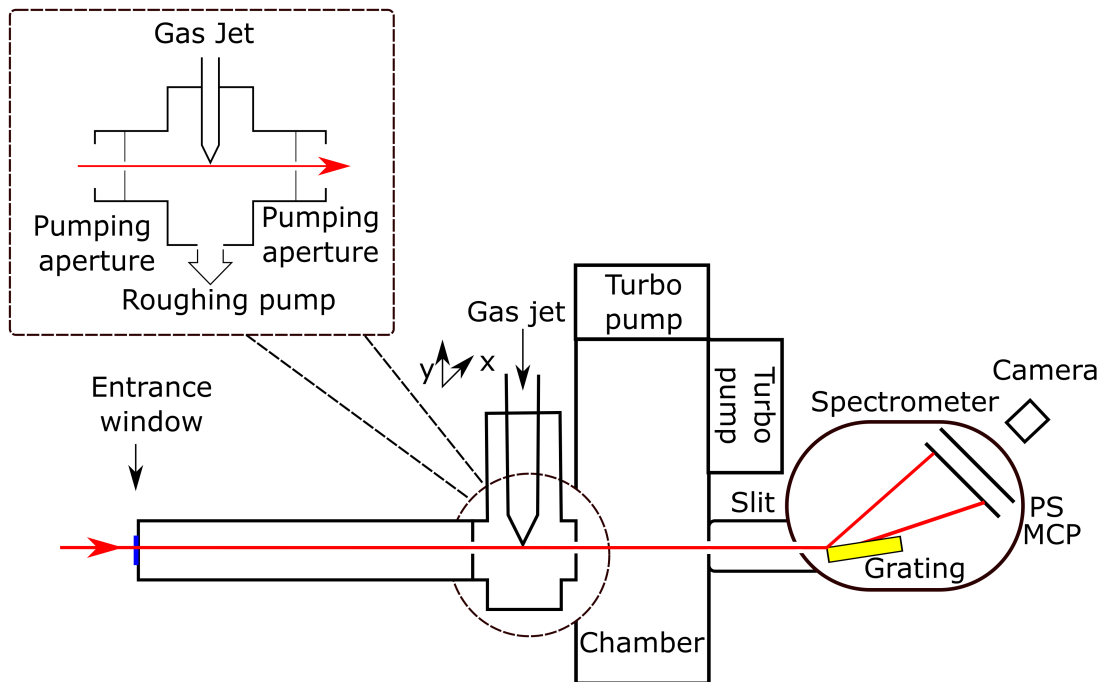 Gas Jet
Pumping
aperture
Pumping
aperture
Roughing pump
Gas jet
y
x
Entrance
window
Turbo
pump
Turbo
pump
Camera
Spectrometer
Slit
PS
MCP
Grating
Chamber